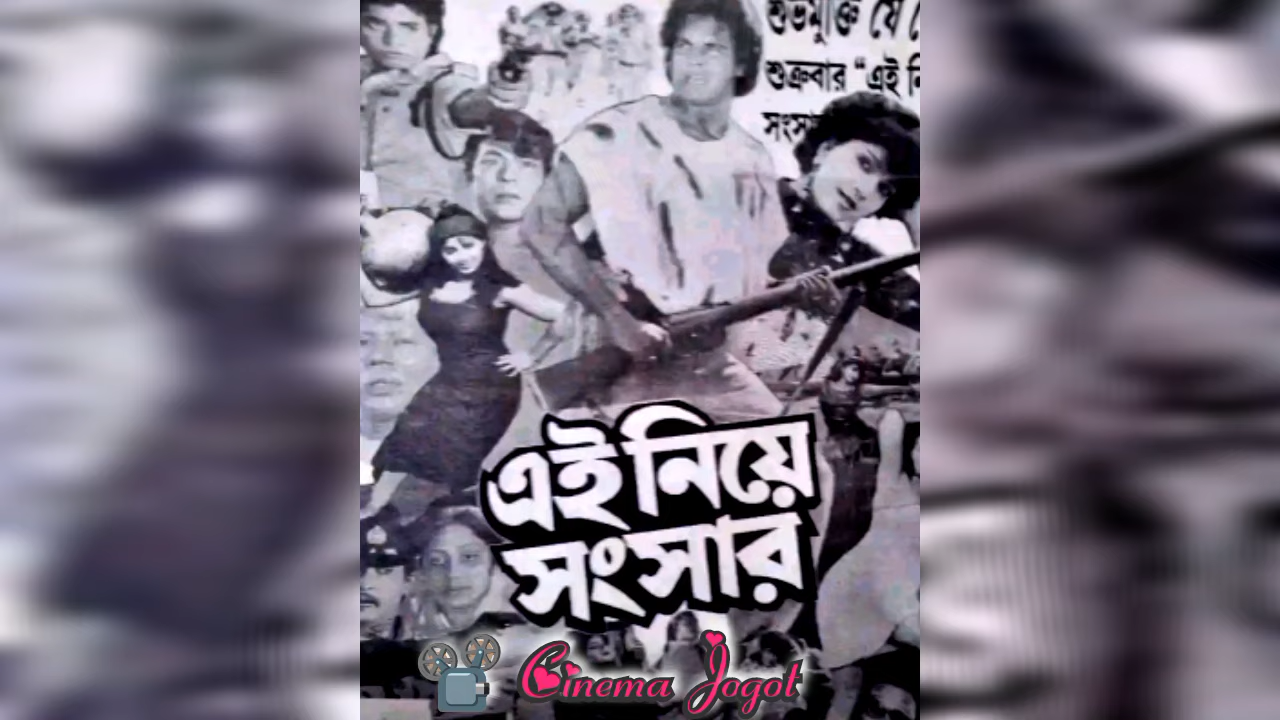 শুভমুক্তি যে
শুক্রবার “এই
এই নিয়ে
সংসার
Cinema Jogot